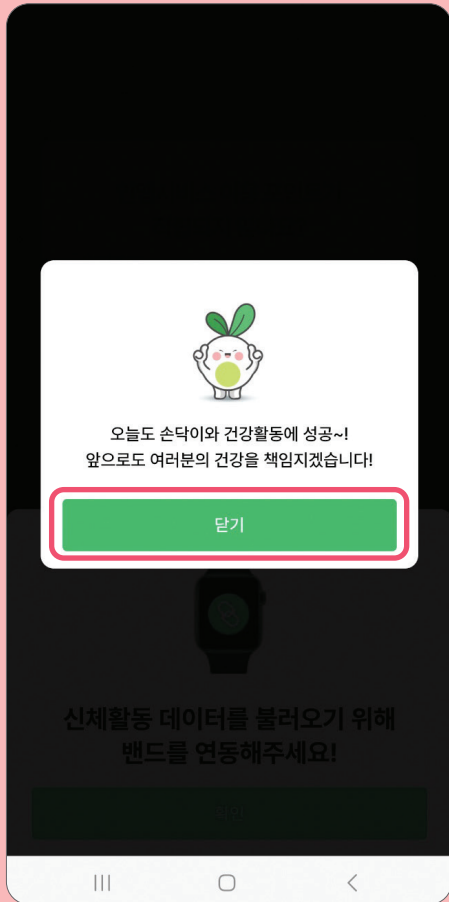 오늘도 손닥이와 건강활동에 성공~!
앞으로도 여러분의 건강을 책임지겠습니다!
닫기
신체활동 데이터를 불러오기 위해
밴드를 연동해주세요!
확인